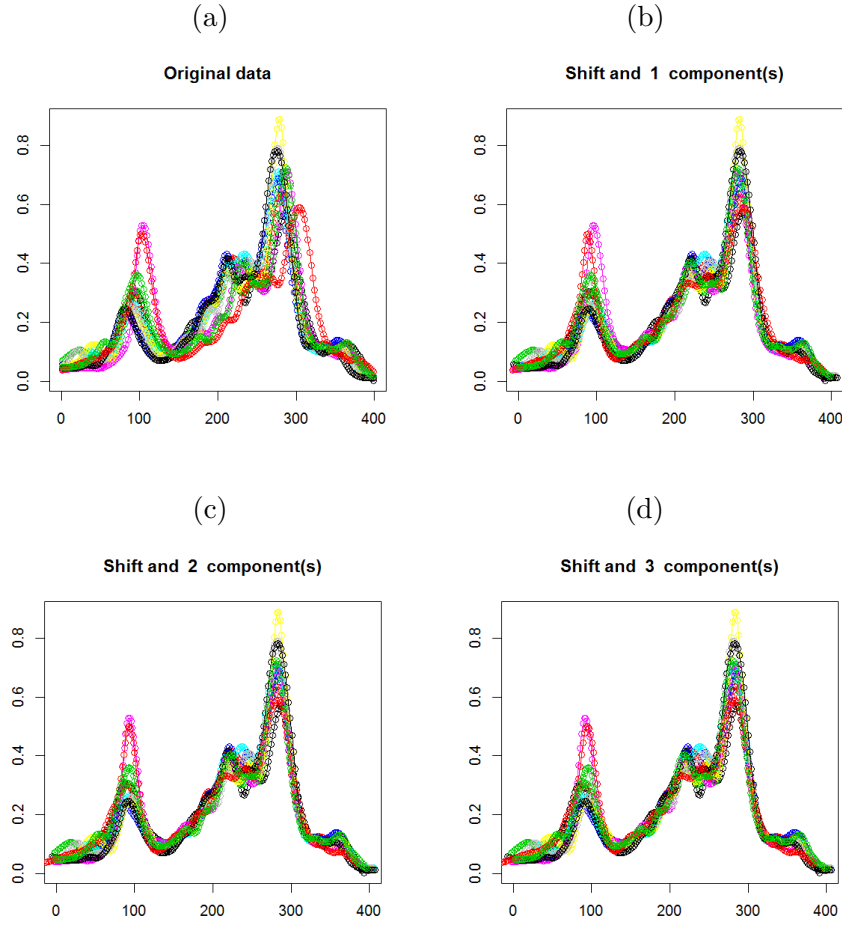 (a)
Original data
0.0 0.2 0.4 0.6 0.8
0 100 200 300 400
(b)
Shift and 1 component(s)
0.0 0.2 0.4 0.6 0.8
0 100 200 300 400
(c)
Shift and 2 component(s)
0.0 0.2 0.4 0.6 0.8
0 100 200 300 400
(d)
Shift and 3 component(s)
0.0 0.2 0.4 0.6 0.8
0 100 200 300 400